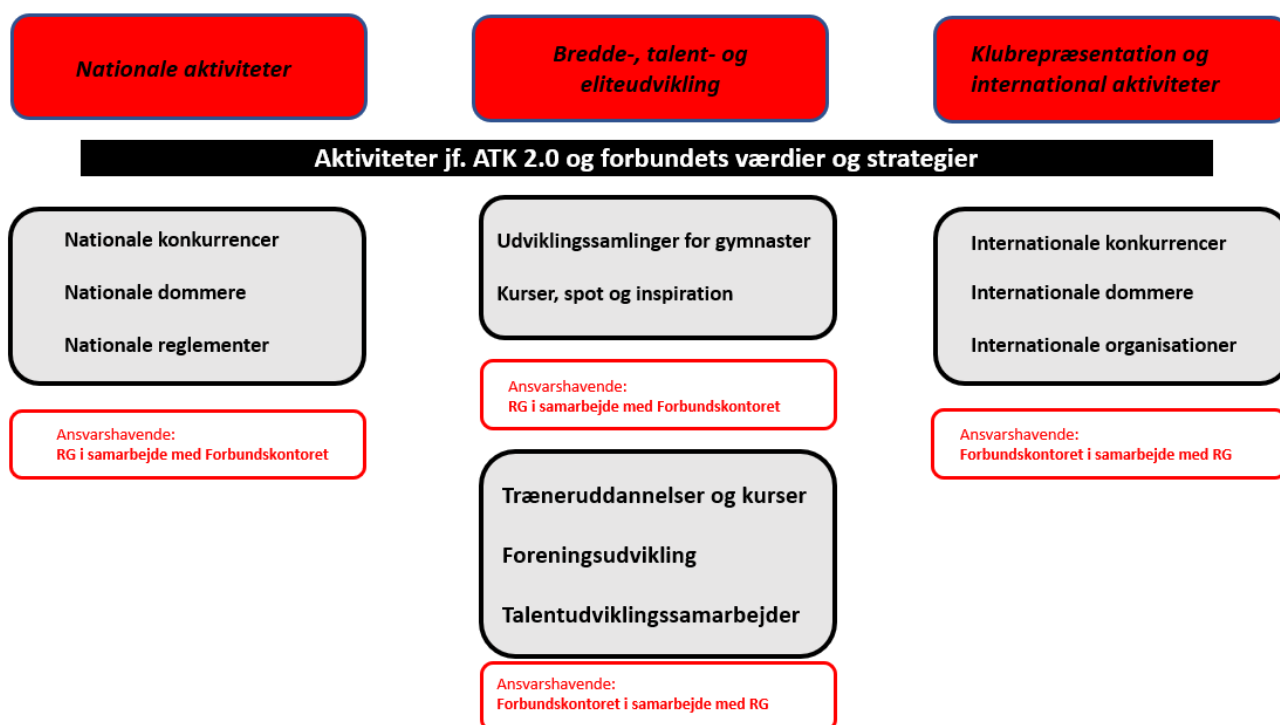 Nationale aktiviteter
Bredde-, talent- og
eliteudvikling
Klubrepræsentation og
international aktiviteter
Aktiviteter jf. ATK 2.0 og forbundets værdier og strategier
Nationale konkurrencer
Nationale dommere
Nationale reglementer
Ansvarshavende:
RG i samarbejde med Forbundskontoret
Udviklingssamlinger for gymnaster
Kurser, spot og inspiration
Ansvarshavende:
RG i samarbejde med Forbundskontoret
Træneruddannelser og kurser
Foreningsudvikling
Talentudviklingssamarbejder
Ansvarshavende:
Forbundskontoret i samarbejde med RG
Internationale konkurrencer
Internationale dommere
Internationale organisationer
Ansvarshavende:
Forbundskontoret i samarbejde med RG